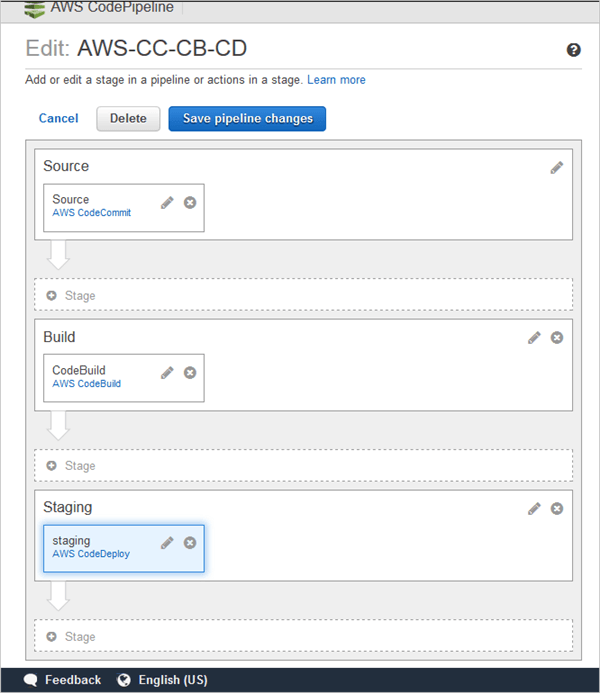 AWS CodePipeline
Edit: AWS-CC-CB-CD
Add or edit a stage in a pipeline or actions in a stage. Learn more
Cancel Delete Save pipeline changes
Source
Source
AWS CodeCommit
Stage
Build
CodeBuild
AWS CodeBuild
Stage
Staging
staging
AWS CodeDeploy
Stage
Feedback English (US)